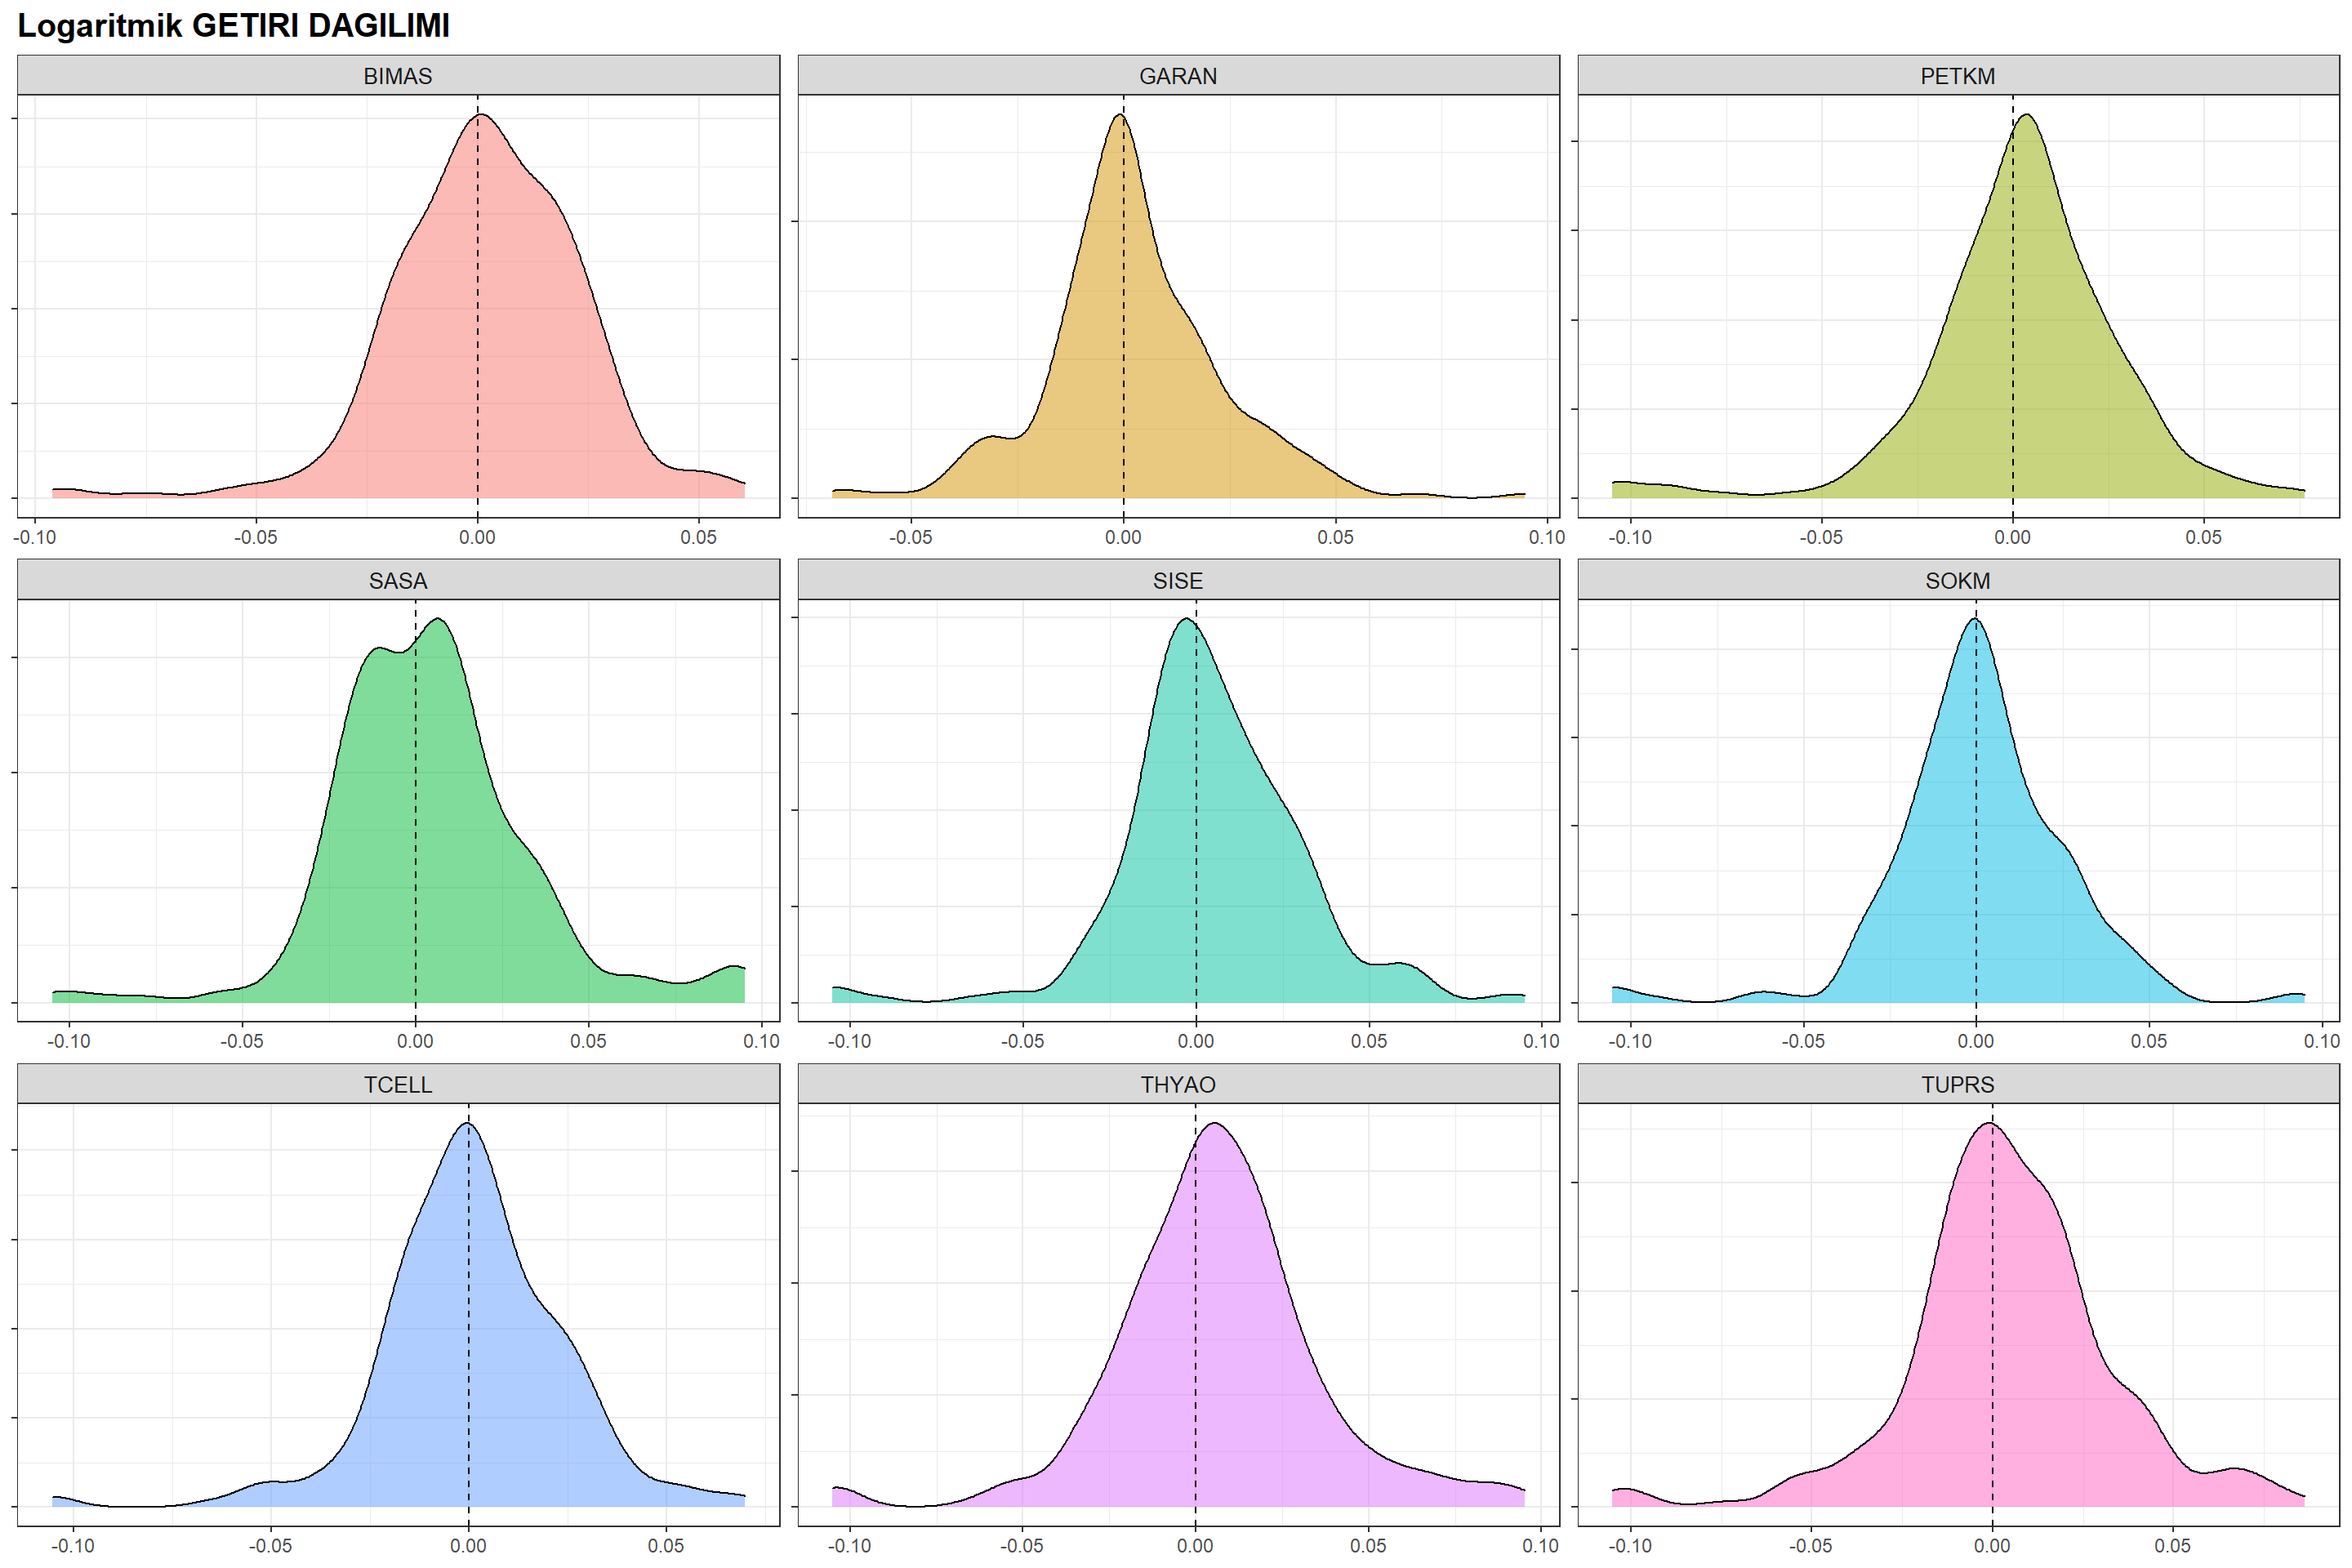 Logaritmik GETIRI DAGILIMI
BIMAS GARAN PETKM
-0.10 -0.05 0.00 0.05 -0.05 0.00 0.05 0.10 -0.10 -0.05 0.00 0.05
SASA SISE SOKM
-0.10 -0.05 0.00 0.05 0.10 -0.10 -0.05 0.00 0.05 0.10 -0.10 -0.05 0.00 0.05 0.10
TCELL THYAO TUPRS
-0.10 -0.05 0.00 0.05 -0.10 -0.05 0.00 0.05 0.10 -0.10 -0.05 0.00 0.05